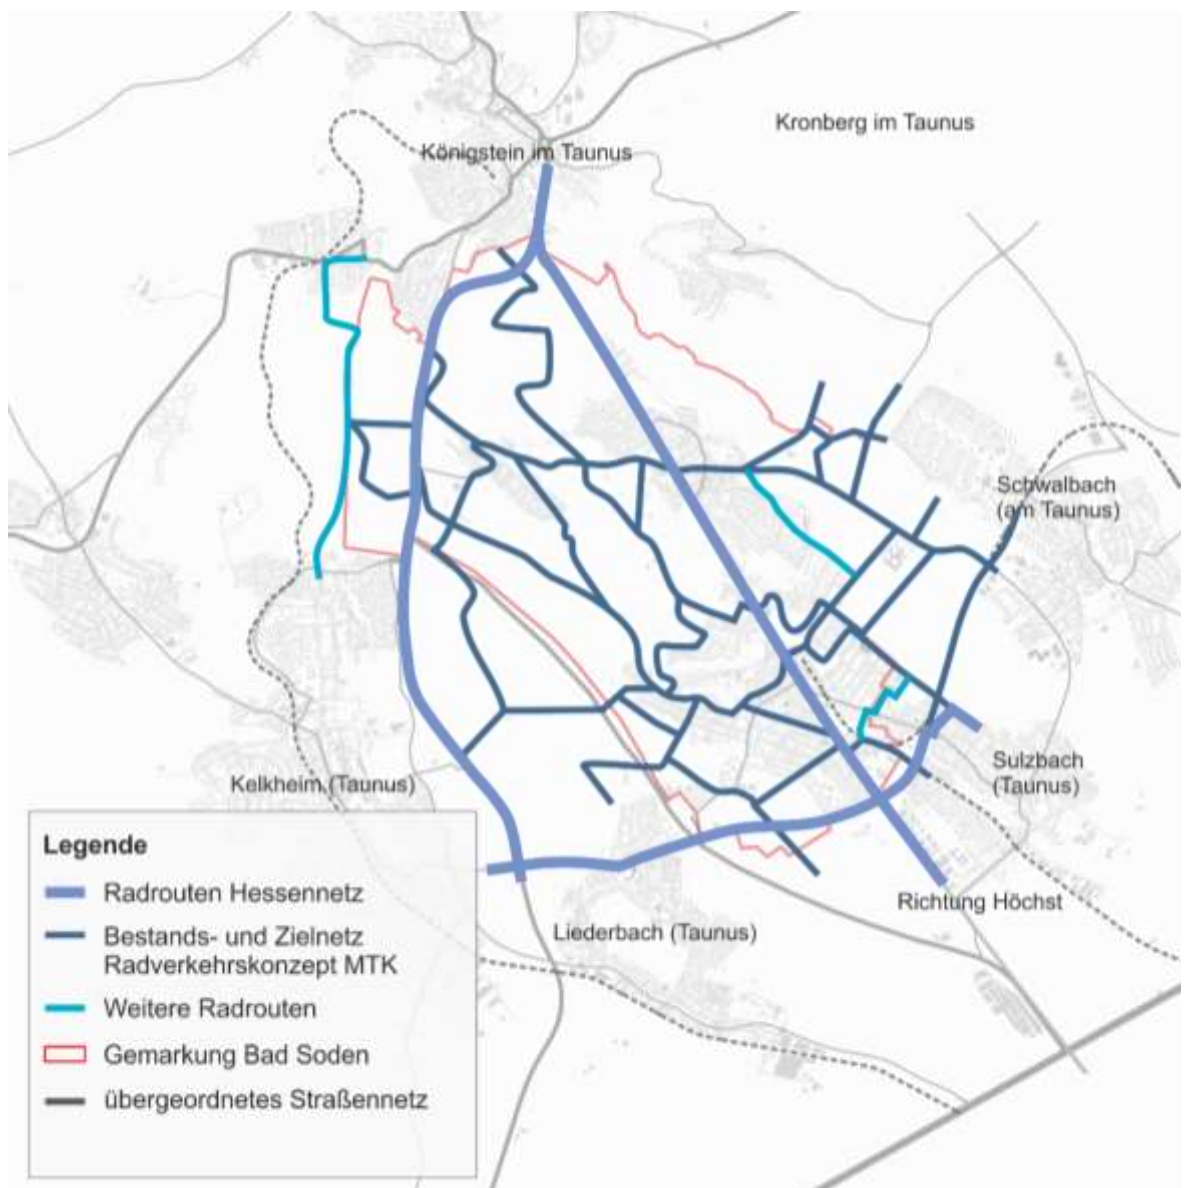 Kronberg im Taunus
Königstein im Taunus
Schwalbach
(am Taunus)
Sulzbach
(Taunus)
Kelkheim (Taunus)
Richtung Höchst
Liederbach (Taunus)
Legende
Radrouten Hessennetz
Bestands- und Zielnetz
Radverkehrskonzept MTK
Weitere Radrouten
Gemarkung Bad Soden
übergeordnetes Straßennetz